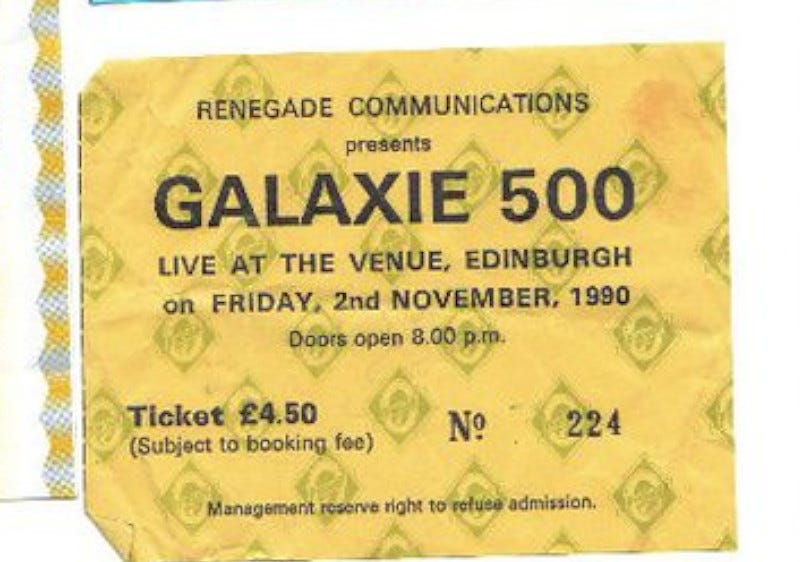 RENEGADE COMMUNICATIONS
presents
GALAXIE 500
LIVE AT THE VENUE, EDINBURGH
on FRIDAY, 2nd NOVEMBER, 1990
Doors open 8.00 p.m.
Ticket £4.50
(Subject to booking fee)
Nº 224
Management reserve right to refuse admission.